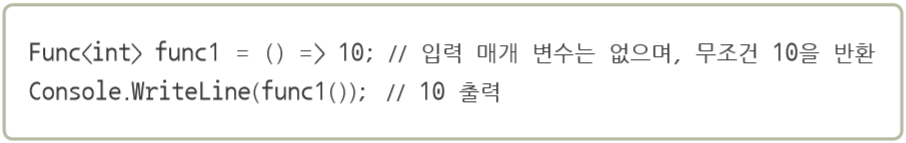 Func<int> func1 = () => 10; // 입력 매개 변수는 없으며, 무조건 10을 반환
Console.WriteLine(func1()); // 10 출력